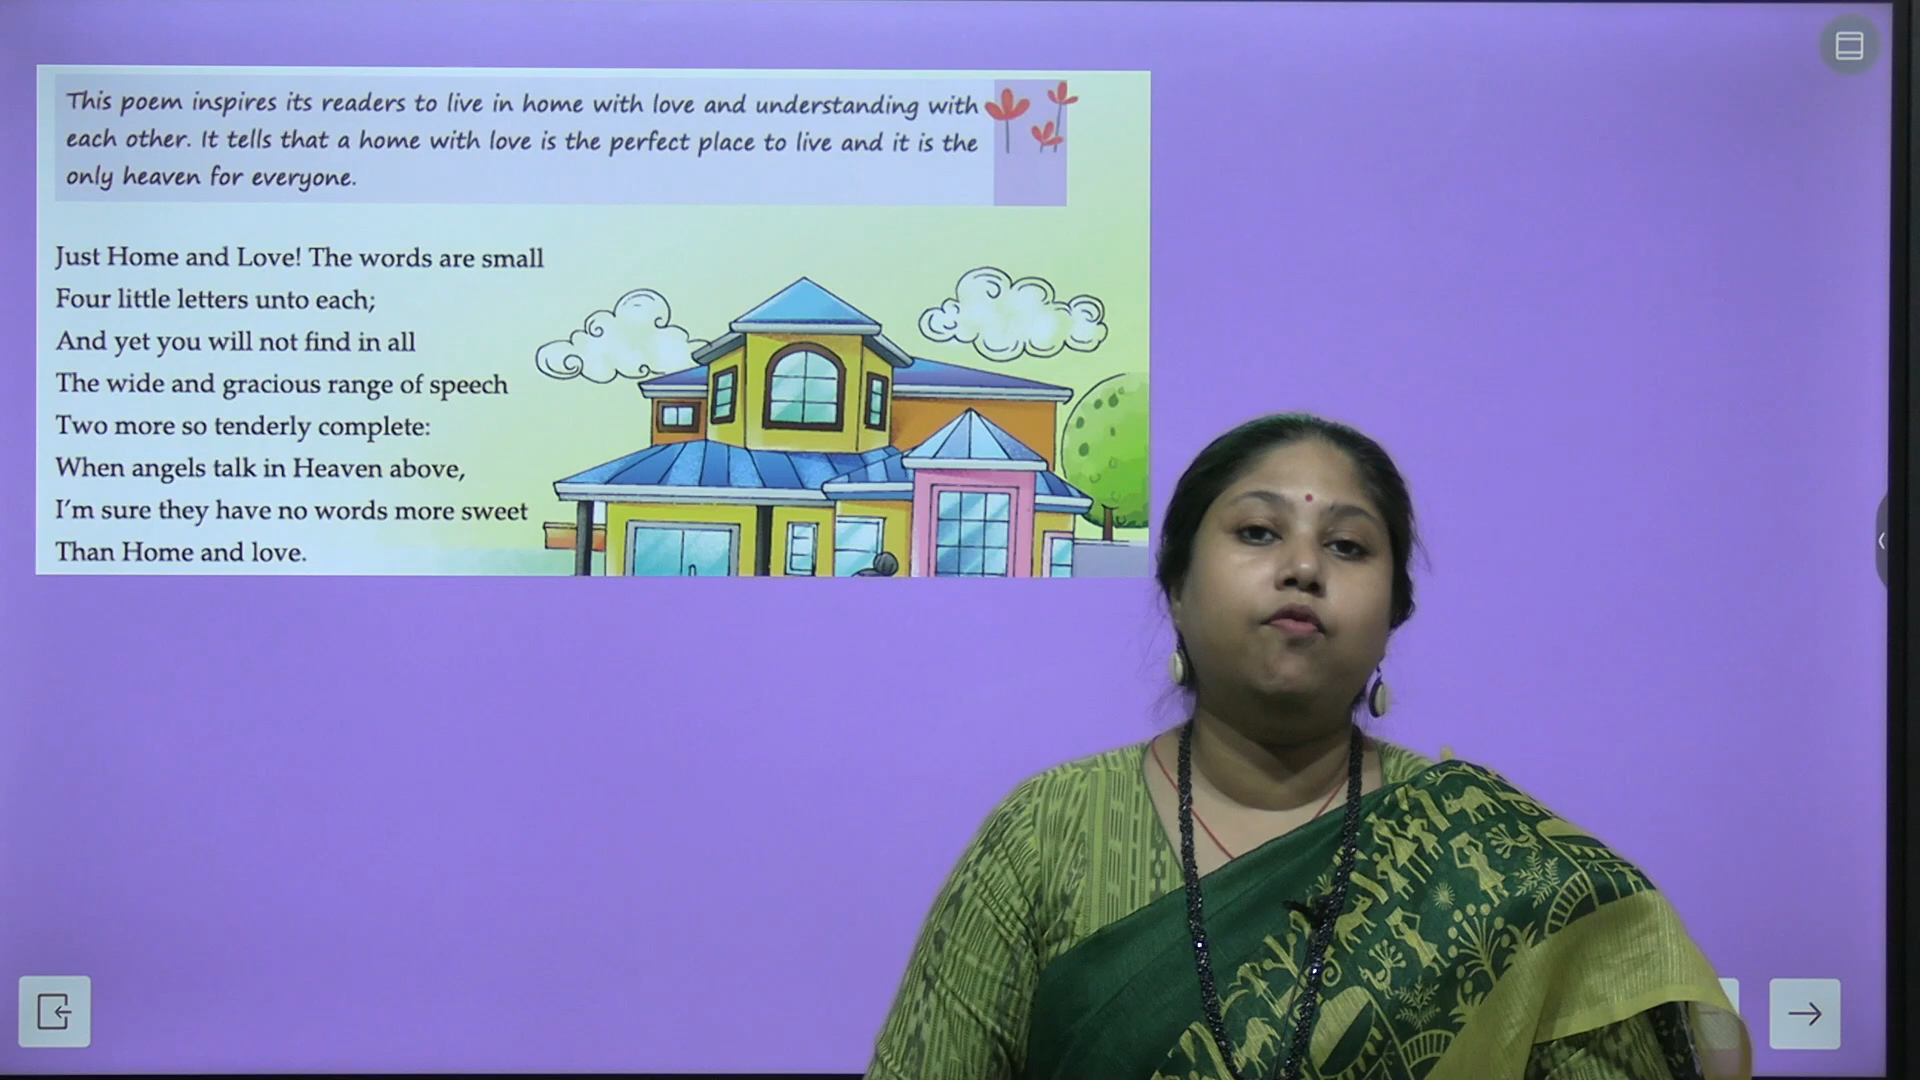 This poem inspires its readers to live in home with love and understanding with
each other. It tells that a home with love is the perfect place to live and it is the
only heaven for everyone.
Just Home and Love! The words are small
Four little letters unto each;
And yet you will not find in all
The wide and gracious range of speech
Two more so tenderly complete:
When angels talk in Heaven above,
I'm sure they have no words more sweet
Than Home and love.